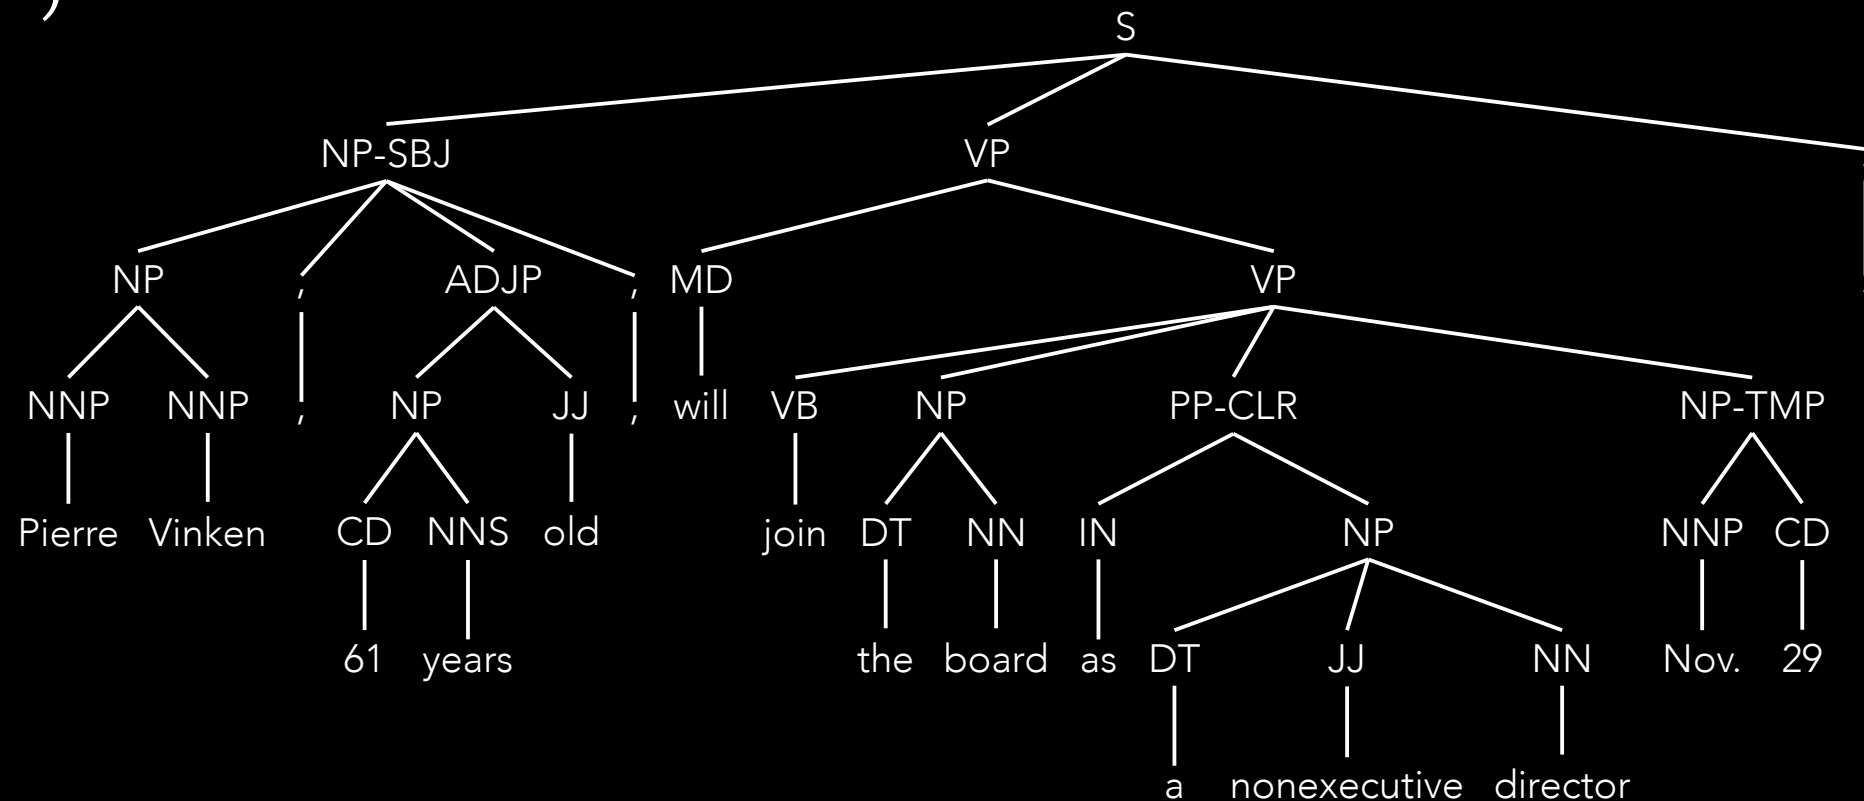 )
S
NP-SBJ VP
NP , ADJP , MD VP
NNP NNP , NP JJ , will VB NP PP-CLR NP-TMP
Pierre Vinken CD NNS old join DT NN IN NP NNP CD
61 years the board as DT JJ NN Nov. 29
a nonexecutive director